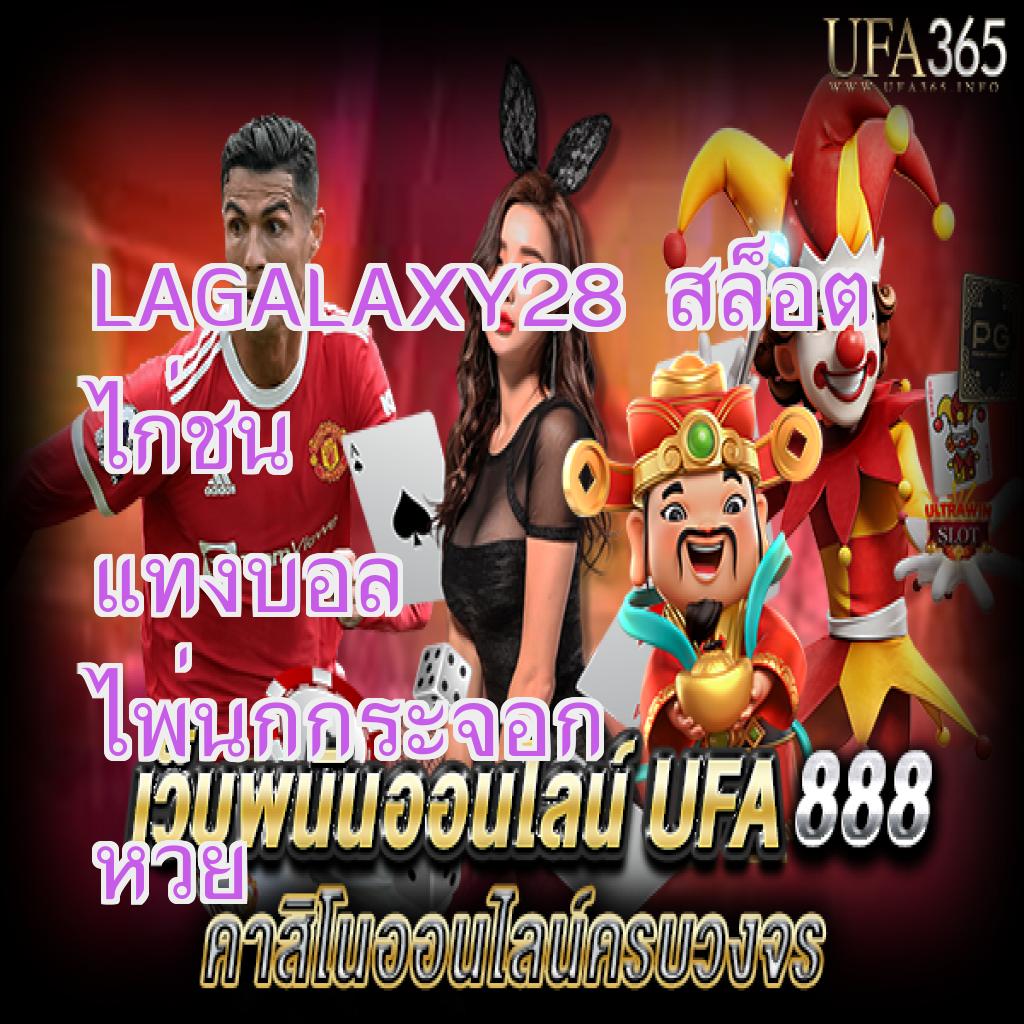 UFA365
WWW.UFA365.INFO
LAGALAXY28 สล็อต
ไก่ชน
แทงบอล
ไพ่นกกระจอก
หวย
เว็บพนันออนไลน์ UFA 888
คาสิโนออนไลน์ครบวงจร
A
PG
ULTRAWIN
SLOT